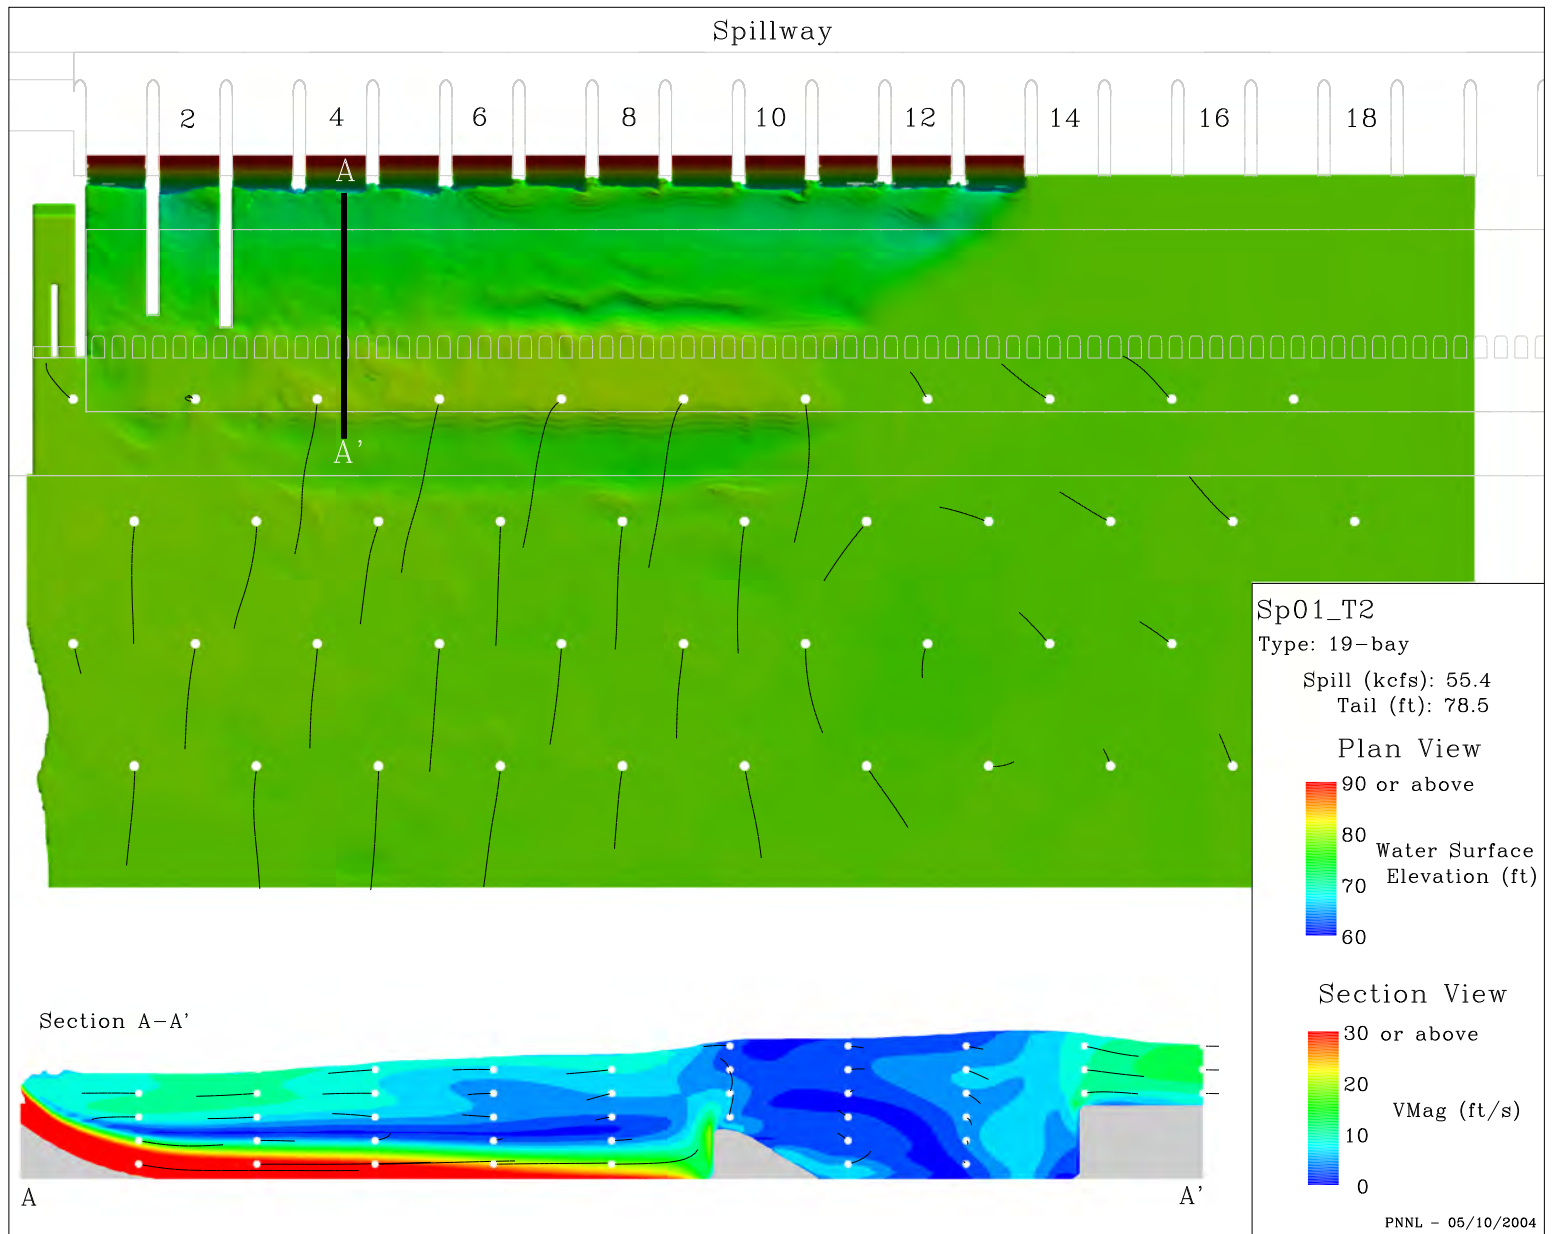 Spillway
2 4 6 8 10 12 14 16 18
A
A'
Sp01_T2
Type: 19-bay
Spill (kcfs): 55.4
Tail (ft): 78.5
Plan View
90 or above
80
Water Surface
Elevation (ft)
70
60
Section A-A'
Section View
30 or above
20
VMag (ft/s)
10
0
A
A'
PNNL - 05/10/2004